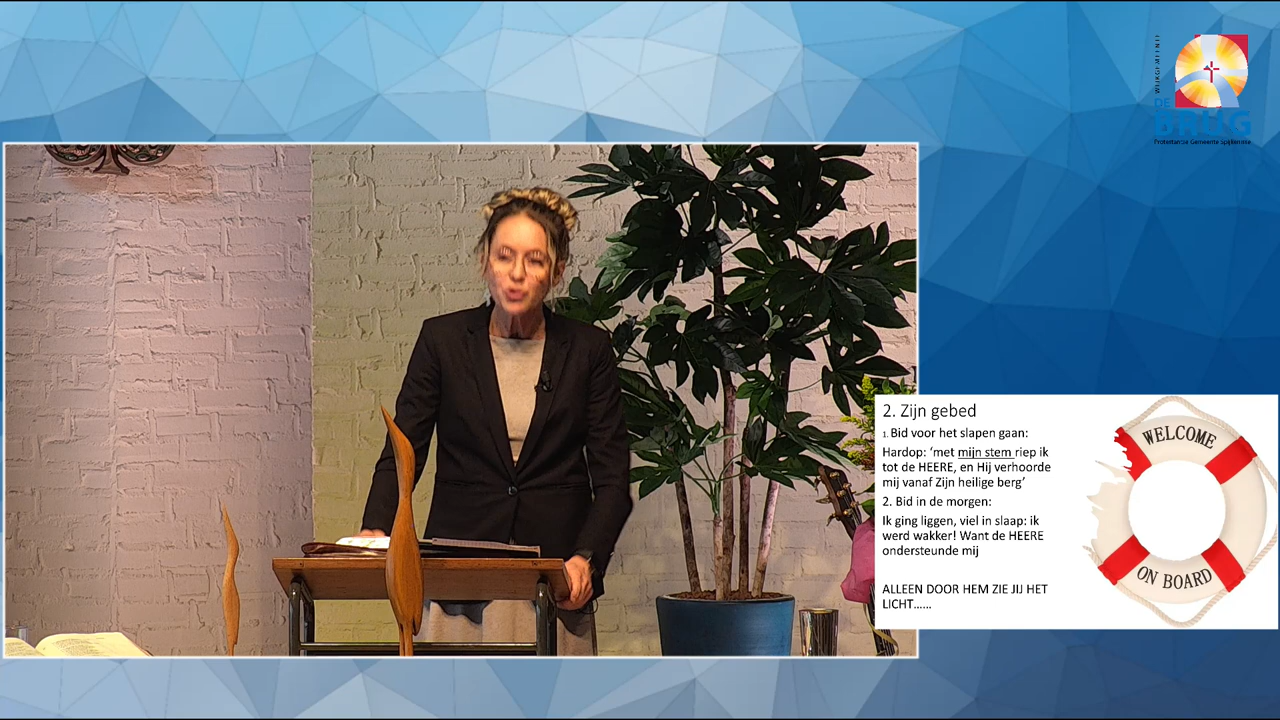 WIJKGEMEENTE
DE
BRUG
Protestantse Gemeente Spijkenisse
2. Zijn gebed
1. Bid voor het slapen gaan:
Hardop: ‘met mijn stem riep ik
tot de HEERE, en Hij verhoorde
mij vanaf Zijn heilige berg’
2. Bid in de morgen:
Ik ging liggen, viel in slaap: ik
werd wakker! Want de HEERE
ondersteunde mij
ALLEEN DOOR HEM ZIE JIJ HET
LICHT......
WELCOME
ON BOARD